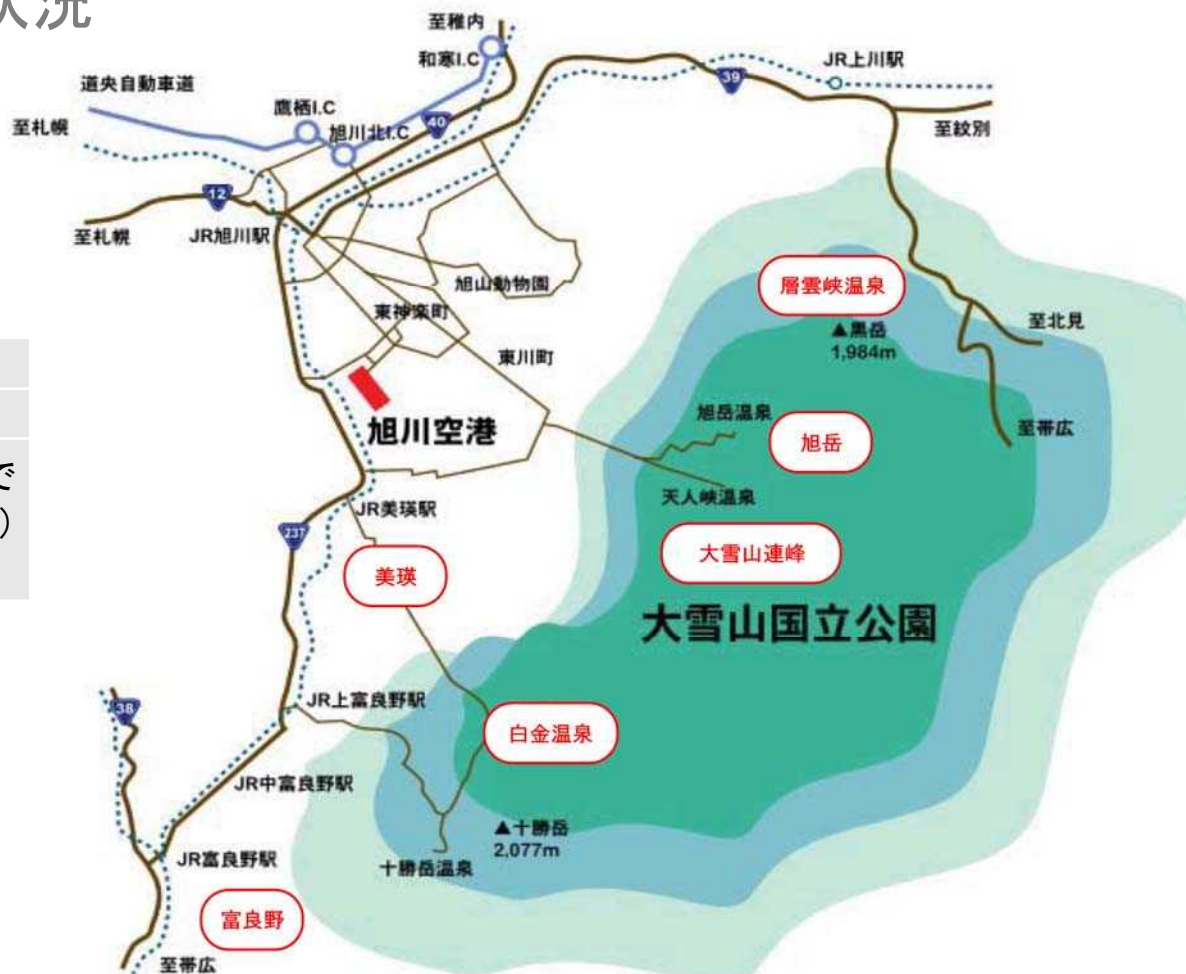 状況
至稚内
和寒I.C
JR上川駅
39
道央自動車道
鷹栖I.C
旭川北I.C
40
至札幌
至紋別
12
至札幌
JR旭川駅
旭山動物園
層雲峡温泉
東神楽町
▲黒岳
1,984m
至北見
東川町
旭川空港
旭岳温泉
旭岳
至帯広
で
）
天人峡温泉
JR美瑛駅
237
大雪山連峰
美瑛
大雪山国立公園
JR上富良野駅
38
白金温泉
JR中富良野駅
▲十勝岳
2,077m
JR富良野駅
十勝岳温泉
富良野
至帯広